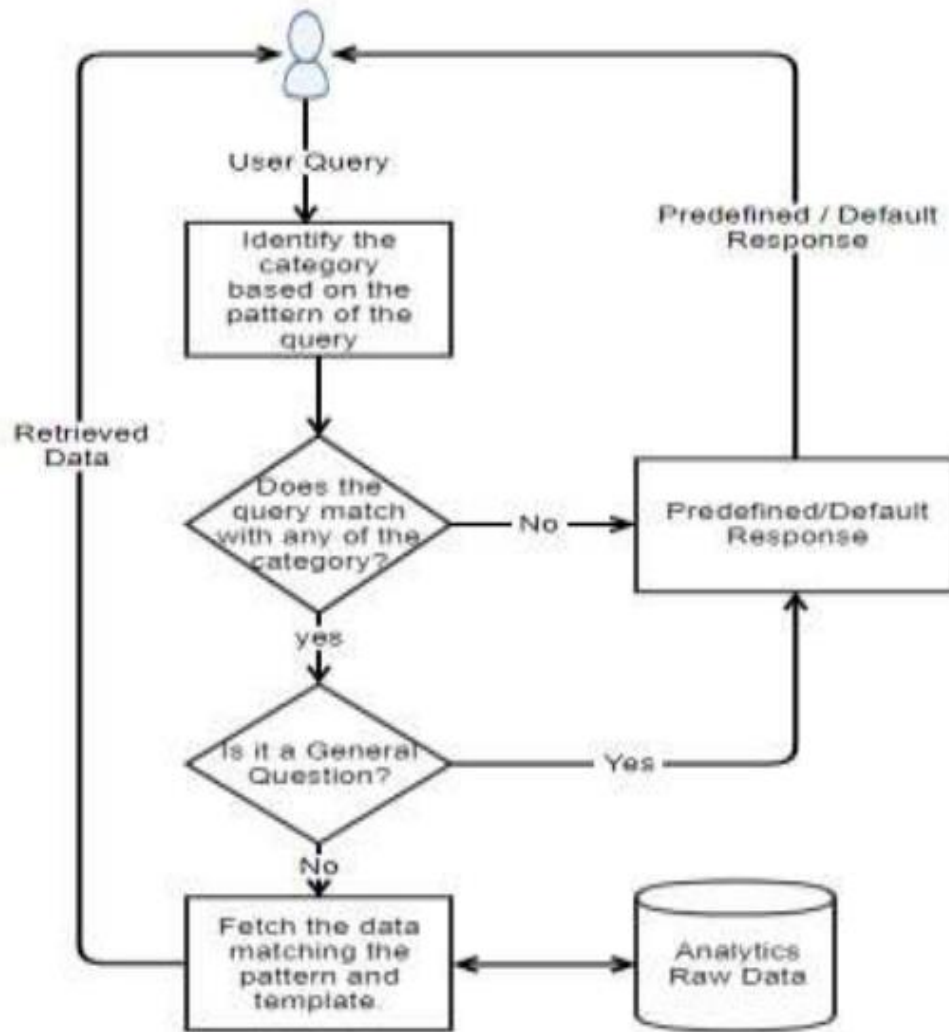 User Query
Identify the
category
based on the
pattern of the
query
Predefined / Default
Response
Retrieved
Data
Does the
query match
with any of the
category?
No
Predefined/Default
Response
yes
Is it a General
Question?
Yes
No
Fetch the data
matching the
pattern and
template.
Analytics
Raw Data